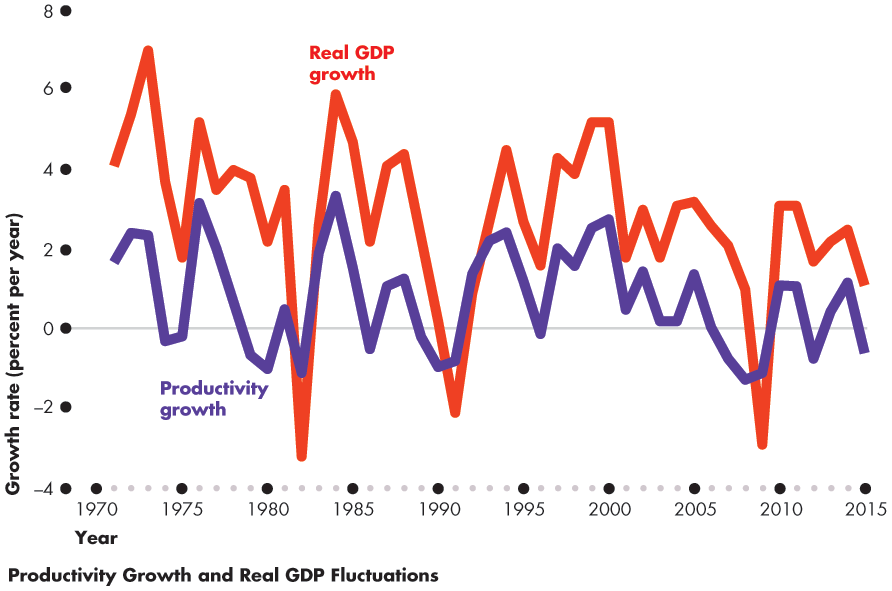 8
Real GDP
growth
6
4
2
0
Productivity
growth
–2
–4
Growth rate (percent per year)
1970 1975 1980 1985 1990 1995 2000 2005 2010 2015
Year
Productivity Growth and Real GDP Fluctuations